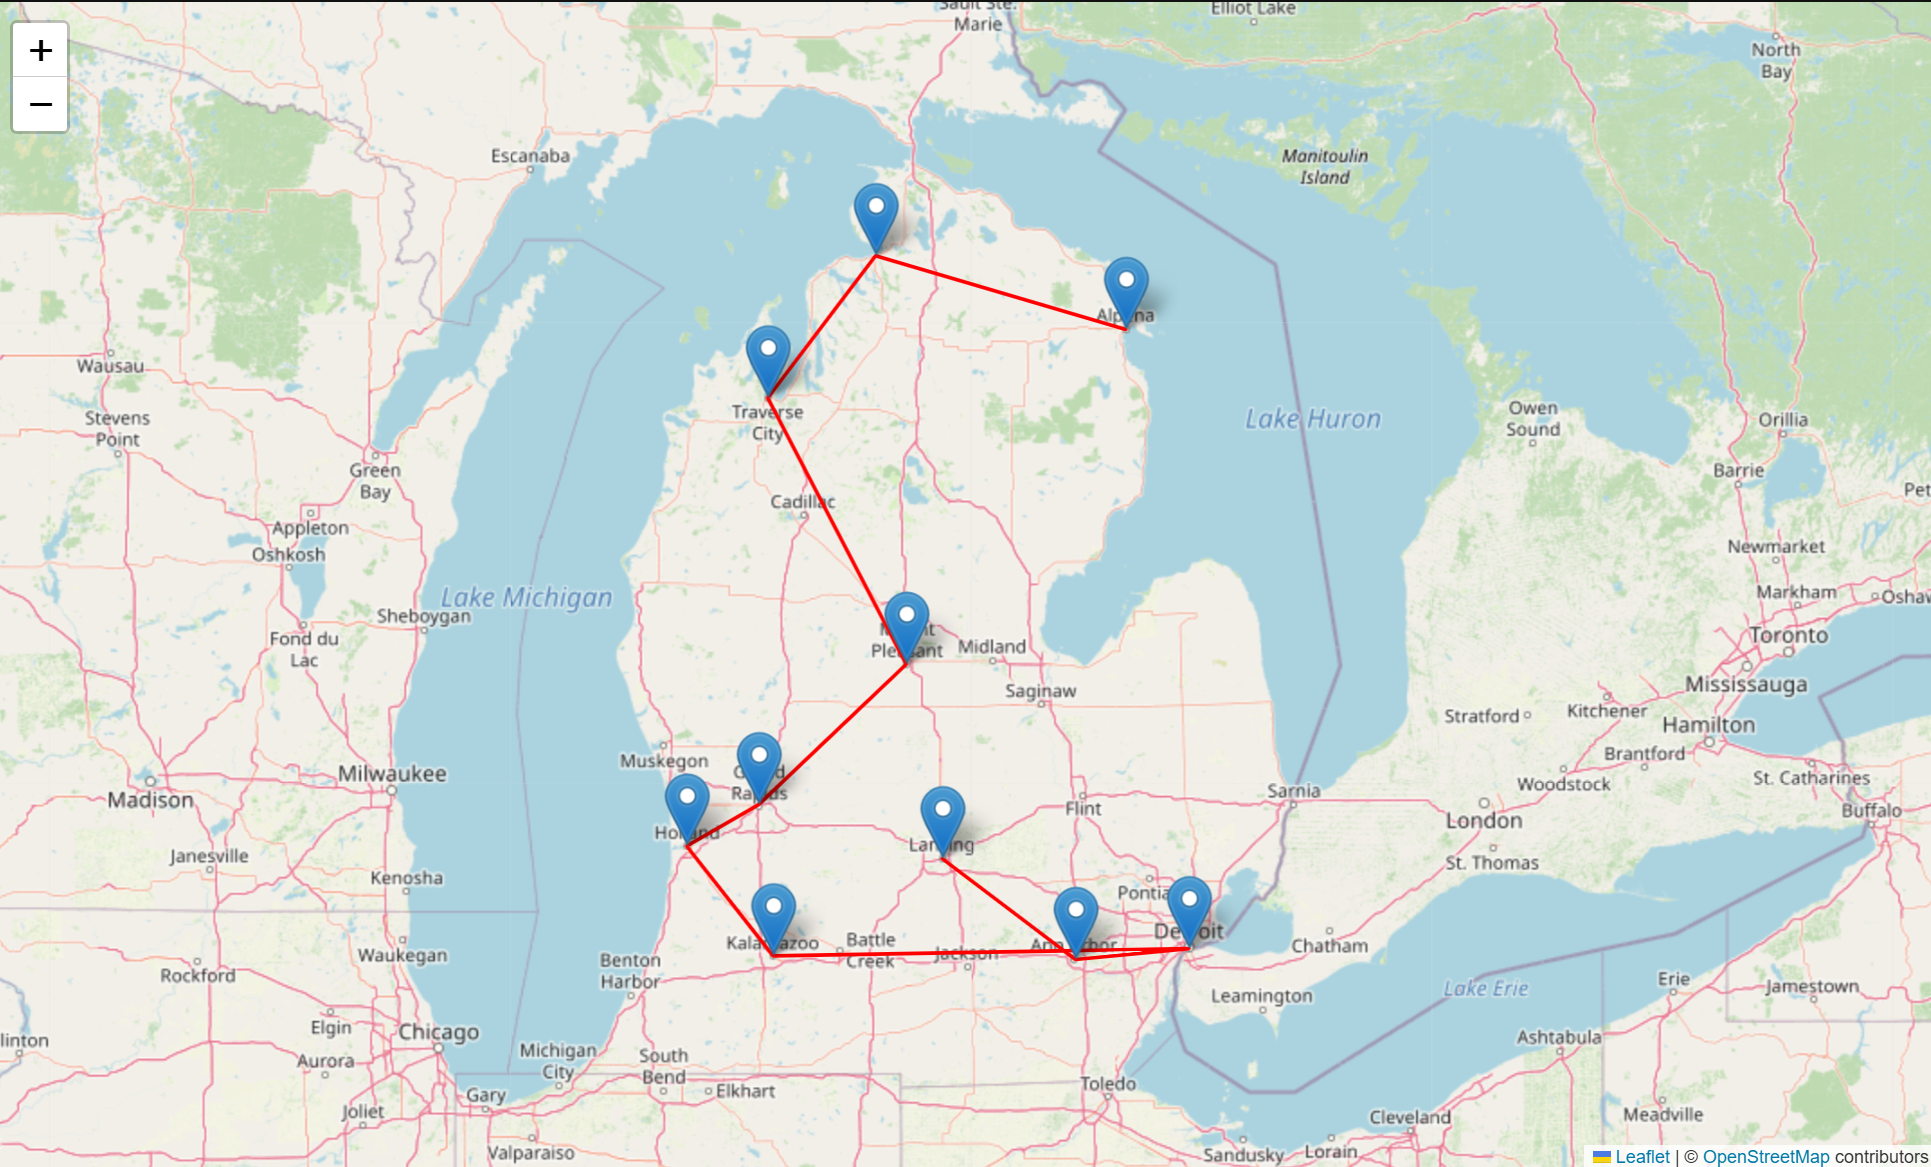 Sault Ste.
Marie
Elliot Lake
+
−
North
Bay
Escanaba
Manitoulin
Island
Alpena
Wausau
Traverse
City
Stevens
Point
Lake Huron
Owen
Sound
Orillia
Green
Bay
Barrie
Pet
Cadillac
Appleton
Oshkosh
Newmarket
Lake Michigan
Sheboygan
Markham
Oshaw
Fond du
Lac
Mount
Pleasant
Midland
Toronto
Saginaw
Mississauga
Stratford
Kitchener
Hamilton
Muskegon
Brantford
Milwaukee
Grand
Rapids
Madison
Sarnia
Woodstock
St. Catharines
Flint
London
Buffalo
Holland
Lansing
Janesville
St. Thomas
Kenosha
Pontia
Detroit
Kalamazoo
Battle
Creek
Jackson
Ann Arbor
Chatham
Waukegan
Benton
Harbor
Rockford
Leamington
Lake Erie
Erie
Jamestown
Elgin
Chicago
linton
Ashtabula
Aurora
Michigan
City
South
Bend
Elkhart
Toledo
Gary
Joliet
Cleveland
Meadville
Valparaiso
Sandusky
Lorain
Leaflet | © OpenStreetMap contributors